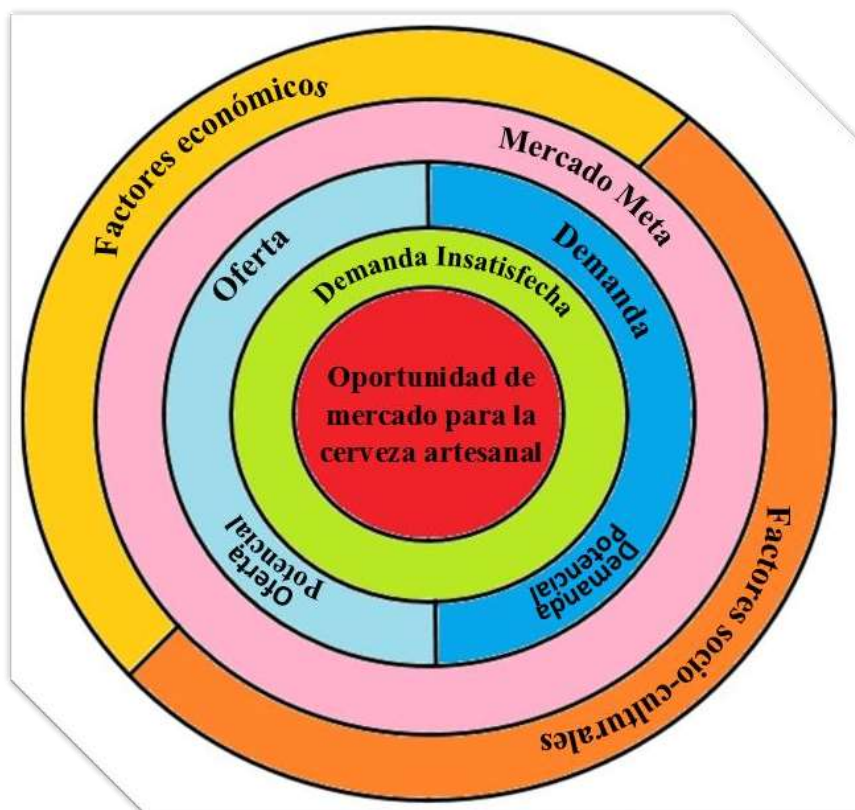 Factores económicos
Mercado Meta
Oferta
Demanda
Demanda Insatisfecha
Oportunidad de
mercado para la
cerveza artesanal
Oferta
Potencial
Demanda
Potencial
Factores socio-culturales